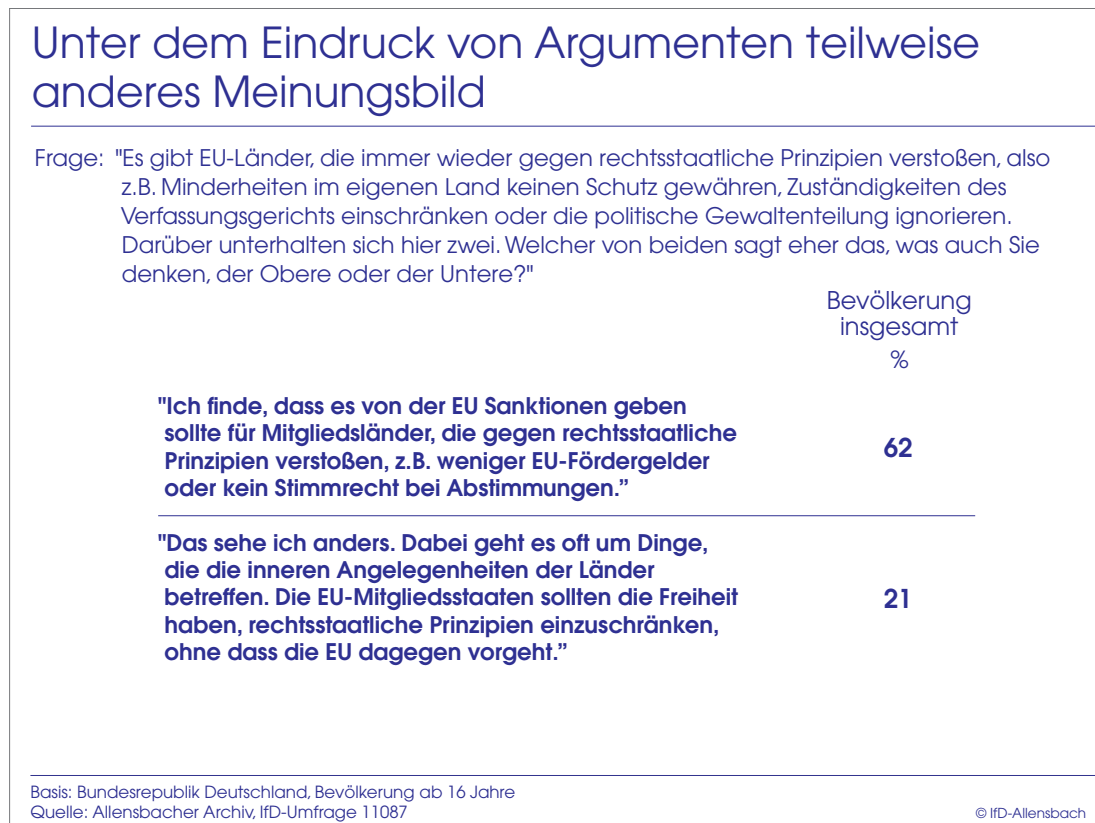 Unter dem Eindruck von Argumenten teilweise
anderes Meinungsbild
Frage: "Es gibt EU-Länder, die immer wieder gegen rechtsstaatliche Prinzipien verstoßen, also
z.B. Minderheiten im eigenen Land keinen Schutz gewähren, Zuständigkeiten des
Verfassungsgerichts einschränken oder die politische Gewaltenteilung ignorieren.
Darüber unterhalten sich hier zwei. Welcher von beiden sagt eher das, was auch Sie
denken, der Obere oder der Untere?"
Bevölkerung
insgesamt
%
"Ich finde, dass es von der EU Sanktionen geben
sollte für Mitgliedsländer, die gegen rechtsstaatliche
Prinzipien verstoßen, z.B. weniger EU-Fördergelder
oder kein Stimmrecht bei Abstimmungen.”
62
"Das sehe ich anders. Dabei geht es oft um Dinge,
die die inneren Angelegenheiten der Länder
betreffen. Die EU-Mitgliedsstaaten sollten die Freiheit
haben, rechtsstaatliche Prinzipien einzuschränken,
ohne dass die EU dagegen vorgeht.”
21
Basis: Bundesrepublik Deutschland, Bevölkerung ab 16 Jahre
Quelle: Allensbacher Archiv, IfD-Umfrage 11087
© IfD-Allensbach